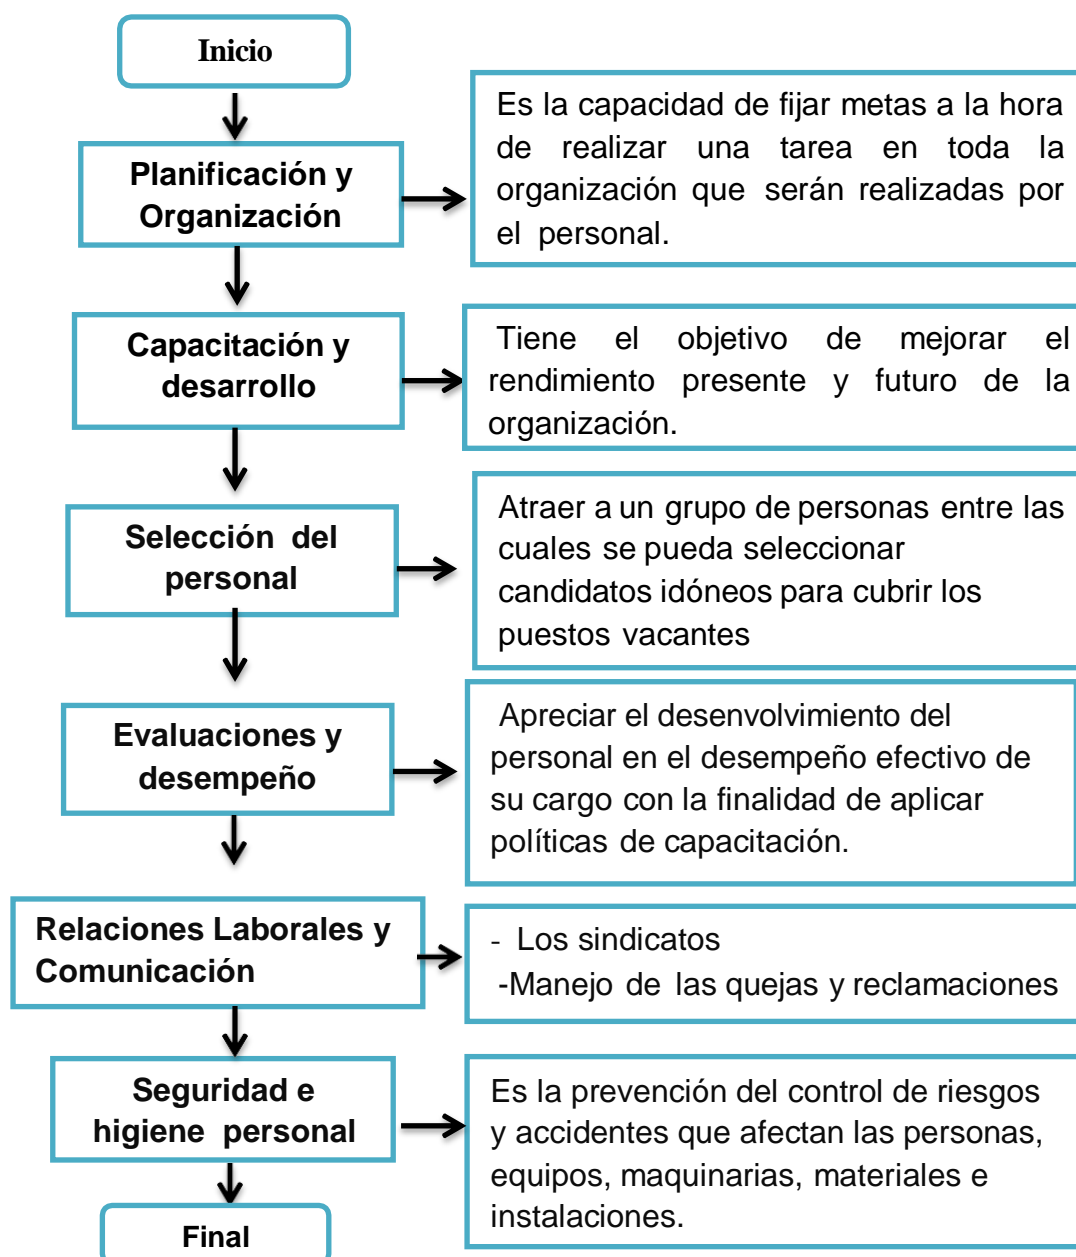 Inicio
Planificación y
Organización
Es la capacidad de fijar metas a la hora
de realizar una tarea en toda la
organización que serán realizadas por
el personal.
Capacitación y
desarrollo
Tiene el objetivo de mejorar el
rendimiento presente y futuro de la
organización.
Selección del
personal
Atraer a un grupo de personas entre las
cuales se pueda seleccionar
candidatos idóneos para cubrir los
puestos vacantes
Evaluaciones y
desempeño
Apreciar el desenvolvimiento del
personal en el desempeño efectivo de
su cargo con la finalidad de aplicar
políticas de capacitación.
Relaciones Laborales y
Comunicación
- Los sindicatos
-Manejo de las quejas y reclamaciones
Seguridad e
higiene personal
Es la prevención del control de riesgos
y accidentes que afectan las personas,
equipos, maquinarias, materiales e
instalaciones.
Final